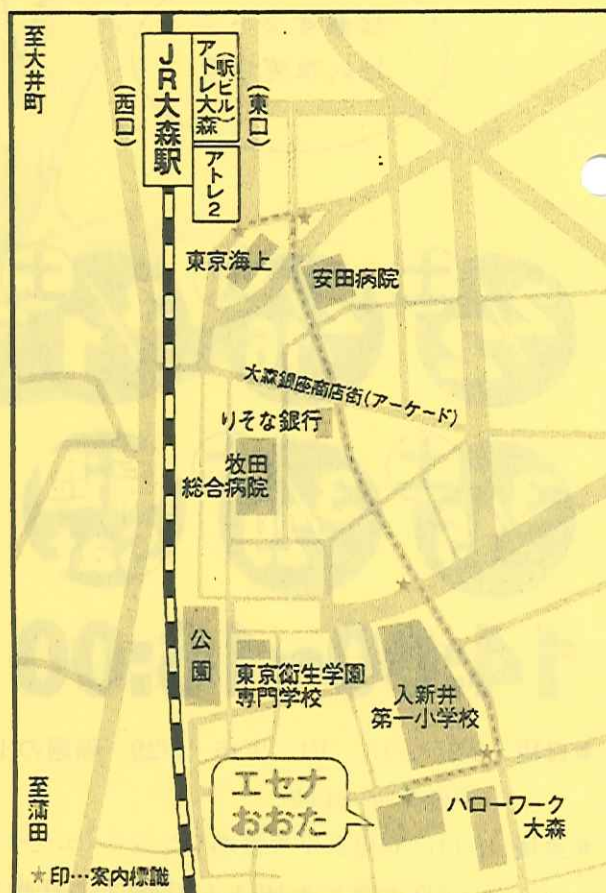 至大井町
(西口)
JR大森駅
(駅ビル)
アトレ大森
アトレ2
(東口)
東京海上
安田病院
大森銀座商店街(アーケード)
りそな銀行
牧田
総合病院
公園
東京衛生学園
専門学校
入新井
第一小学校
エセナ
おおた
ハローワーク
大森
至蒲田
★印…案内標識